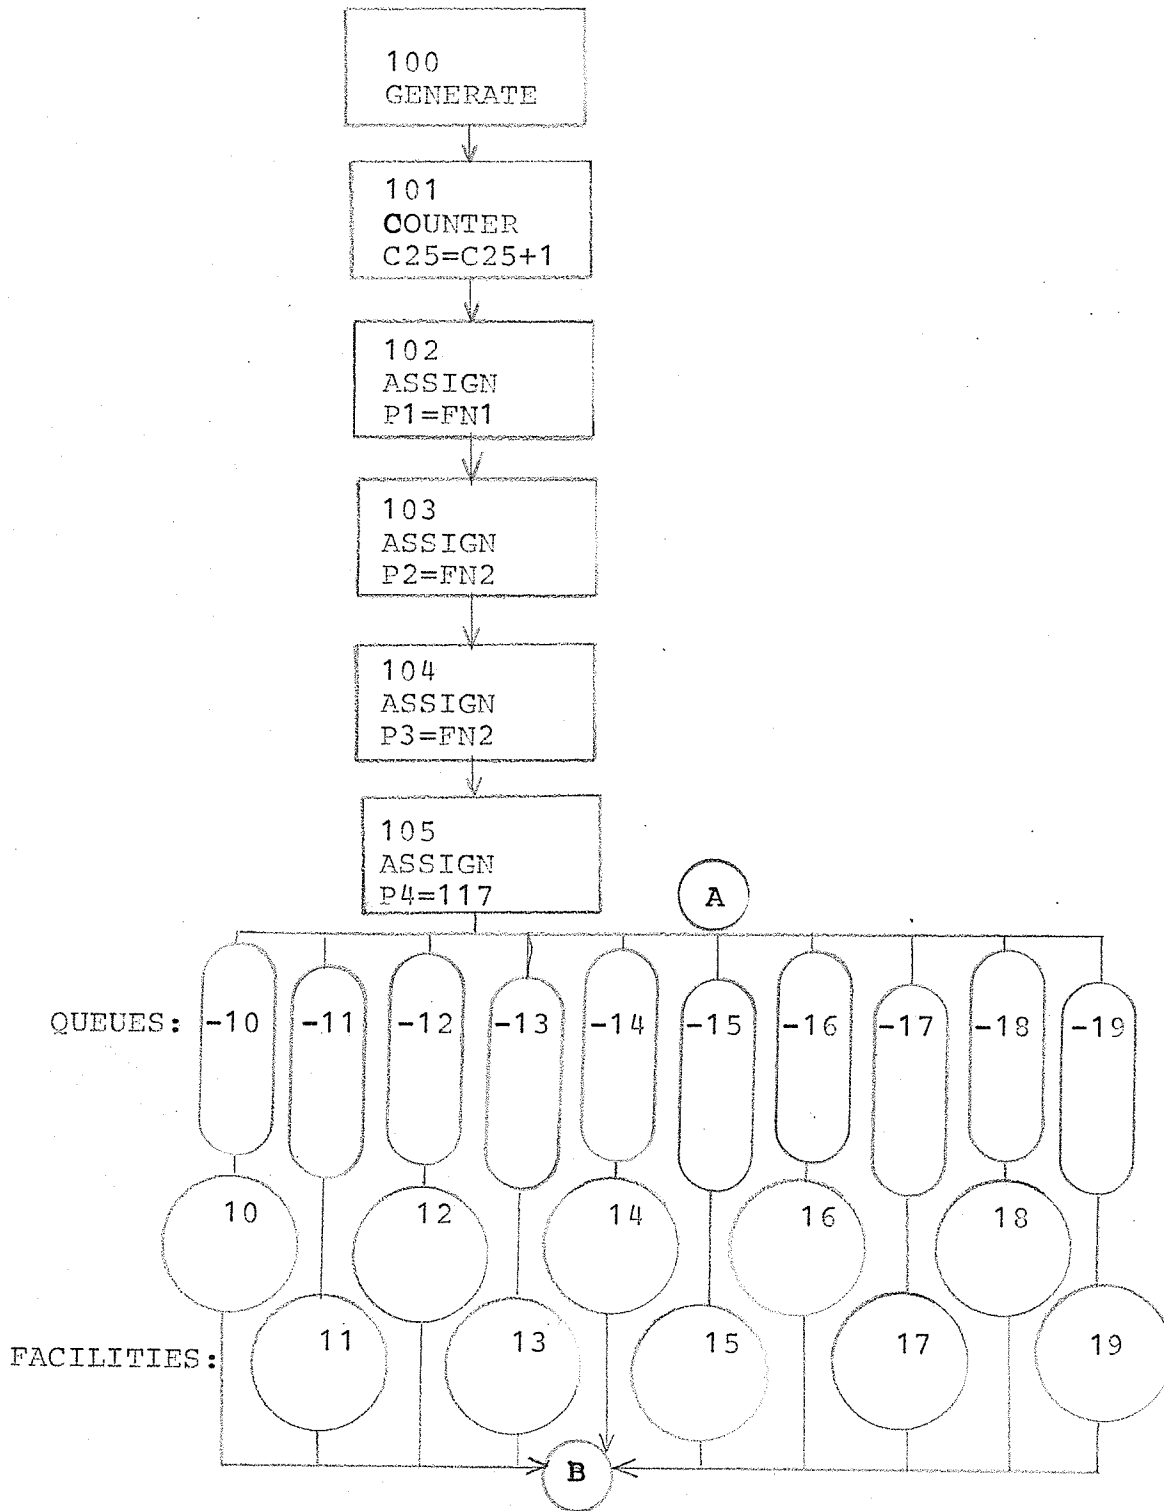 100
GENERATE
101
COUNTER
C25=C25+1
102
ASSIGN
P1=FN1
103
ASSIGN
P2=FN2
104
ASSIGN
P3=FN2
105
ASSIGN
P4=117
A
QUEUES: -10 -11 -12 -13 -14 -15 -16 -17 -18 -19
10 12 14 16 18
FACILITIES: 11 13 15 17 19
B